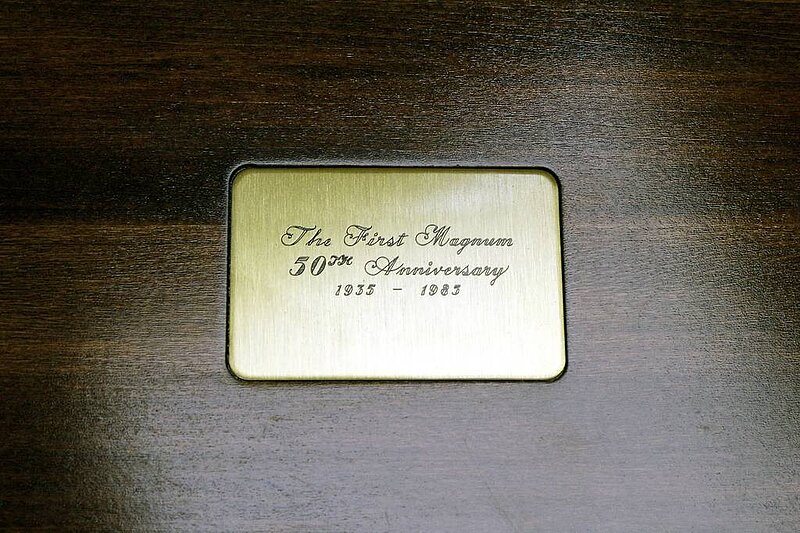 The First Magnum
50TH Anniversary
1935 - 1985